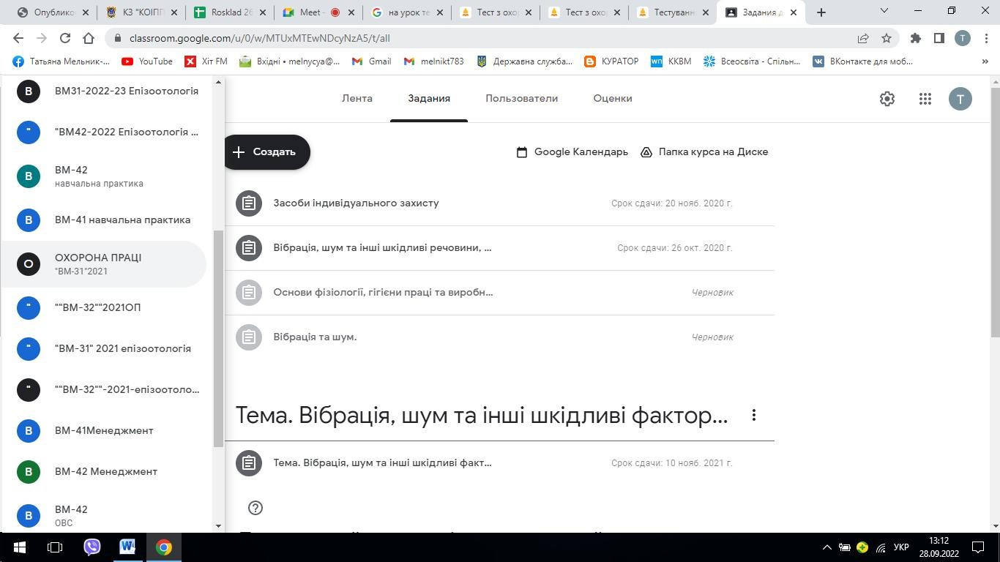 Опубликов
КЗ "КОІПП
Rosklad 26
Meet –
на урок те
Тест з охор
Тест з охор
Тестуванн
Задания д
classroom.google.com/u/0/w/MTUxMTEwNDcyNzA5/t/all
T
Татьяна Мельник-...
YouTube
Хіт FM
Вхідні • melnycya@...
Gmail
melnikt783
Державна служба...
КУРАТОР
ККВМ
Всеосвіта - Спільн...
ВКонтакте для моб...
»
В ВМ31-2022-23 Епізоотологія
" "ВМ42-2022 Епізоотологія ...
В ВМ-42
навчальна практика
В ВМ-41 навчальна практика
О ОХОРОНА ПРАЦІ
"ВМ-31"2021
" ""ВМ-32""2021ОП
" "ВМ-31" 2021 епізоотологія
" ""ВМ-32""-2021-епізоотоло...
В ВМ-41Менеджмент
В ВМ-42 Менеджмент
В ВМ-42
ОВС
Лента Задания Пользователи Оценки
T
Создать
Google Календарь
Папка курса на Диске
Засоби індивідуального захисту Срок сдачи: 20 нояб. 2020 г.
Вібрація, шум та інші шкідливі речовини, ... Срок сдачи: 26 окт. 2020 г.
Основи фізіології, гігієни праці та виробн... Черновик
Вібрація та шум. Черновик
Тема. Вібрація, шум та інші шкідливі фактор...
Тема. Вібрація, шум та інші шкідливі факт... Срок сдачи: 10 нояб. 2021 г.
УКР
13:12
28.09.2022